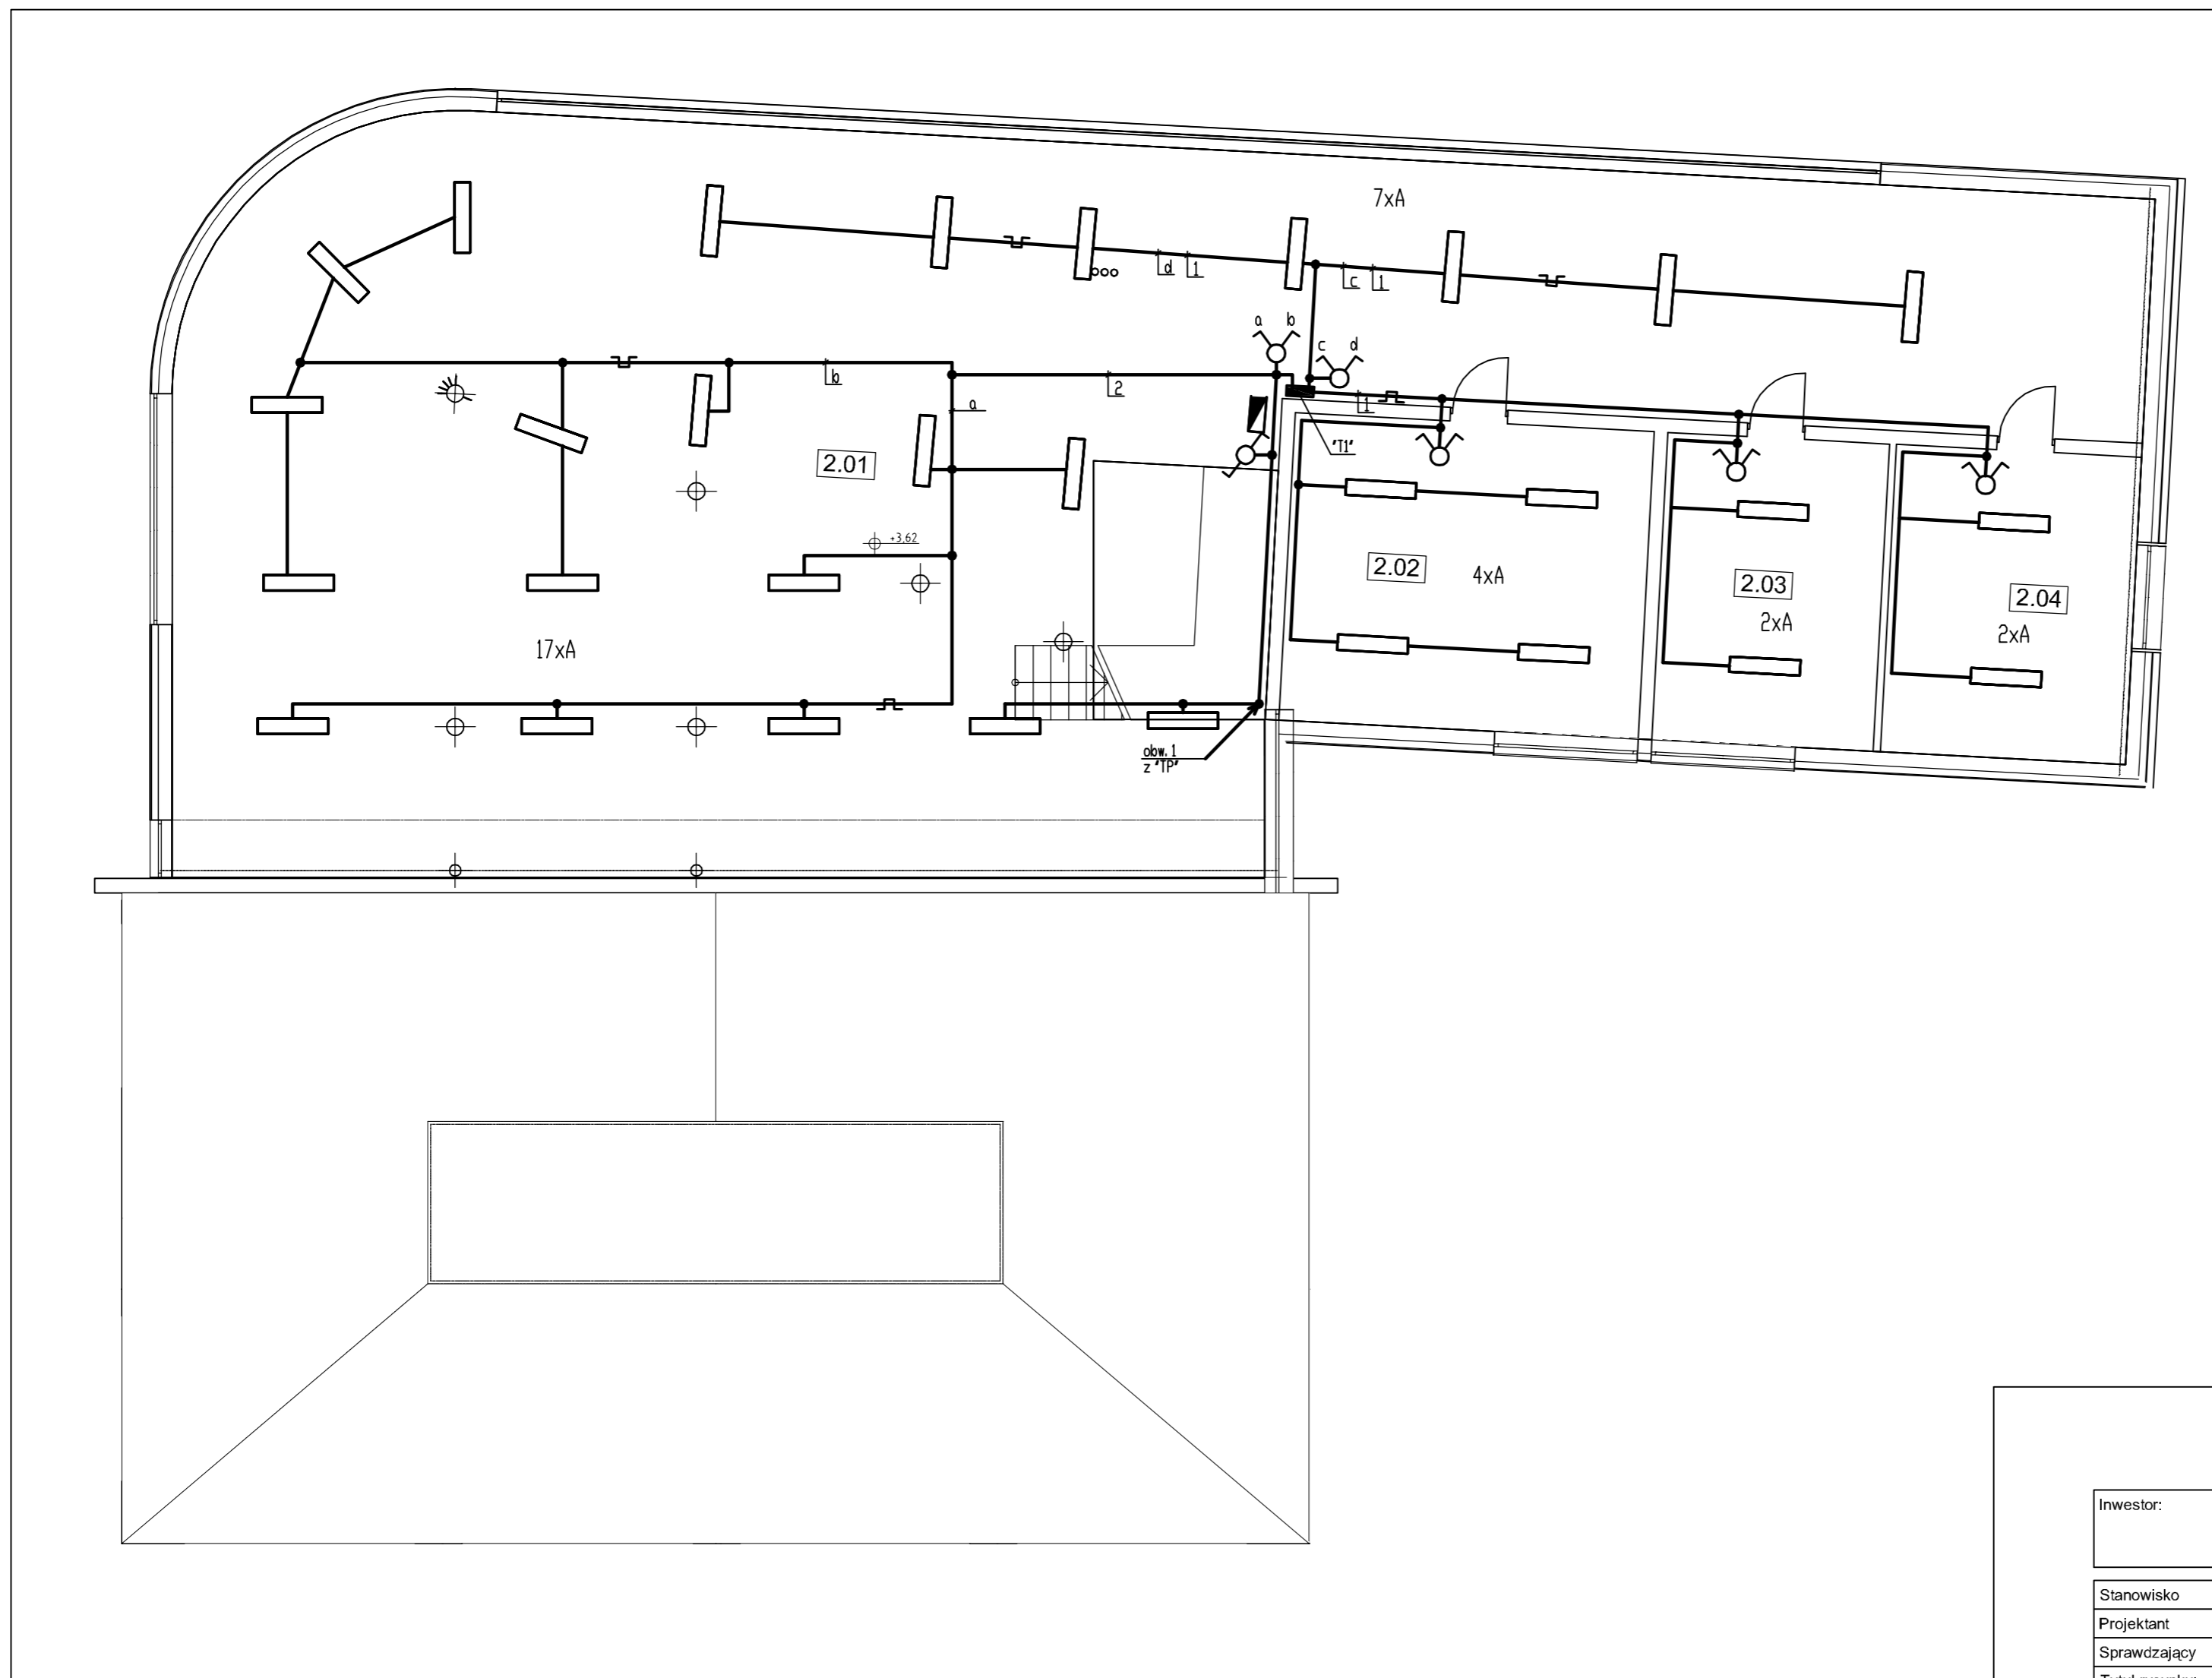 7xA
d
1
c
1
a
b
c
d
b
2
a
1
"T1"
2.01
+3,62
2.02
4xA
2.03
2xA
2.04
2xA
17xA
obw. 1
z "TP"
Inwestor:
Stanowisko
Projektant
Sprawdzający